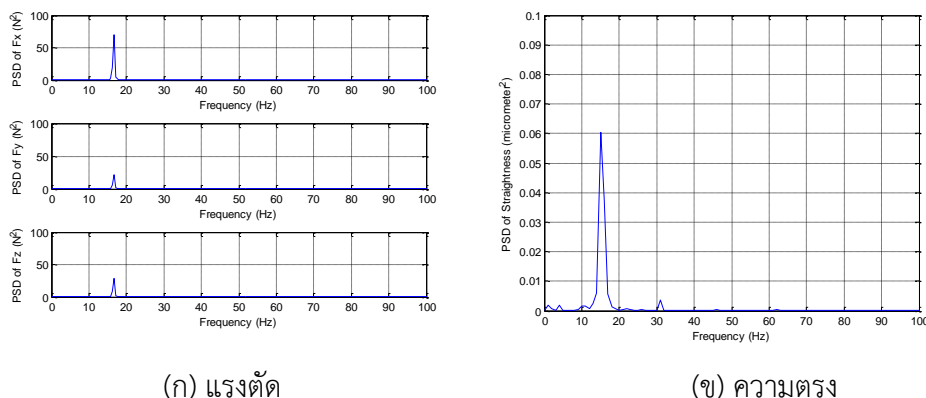 PSD of Fx (N²)
100
50
0
0 10 20 30 40 50 60 70 80 90 100
Frequency (Hz)
PSD of Fy (N²)
100
50
0
0 10 20 30 40 50 60 70 80 90 100
Frequency (Hz)
PSD of Fz (N²)
100
50
0
0 10 20 30 40 50 60 70 80 90 100
Frequency (Hz)
(ก) แรงตัด
PSD of Straightness (micrometer²)
0.1
0.09
0.08
0.07
0.06
0.05
0.04
0.03
0.02
0.01
0
0 10 20 30 40 50 60 70 80 90 100
Frequency (Hz)
(ข) ความตรง